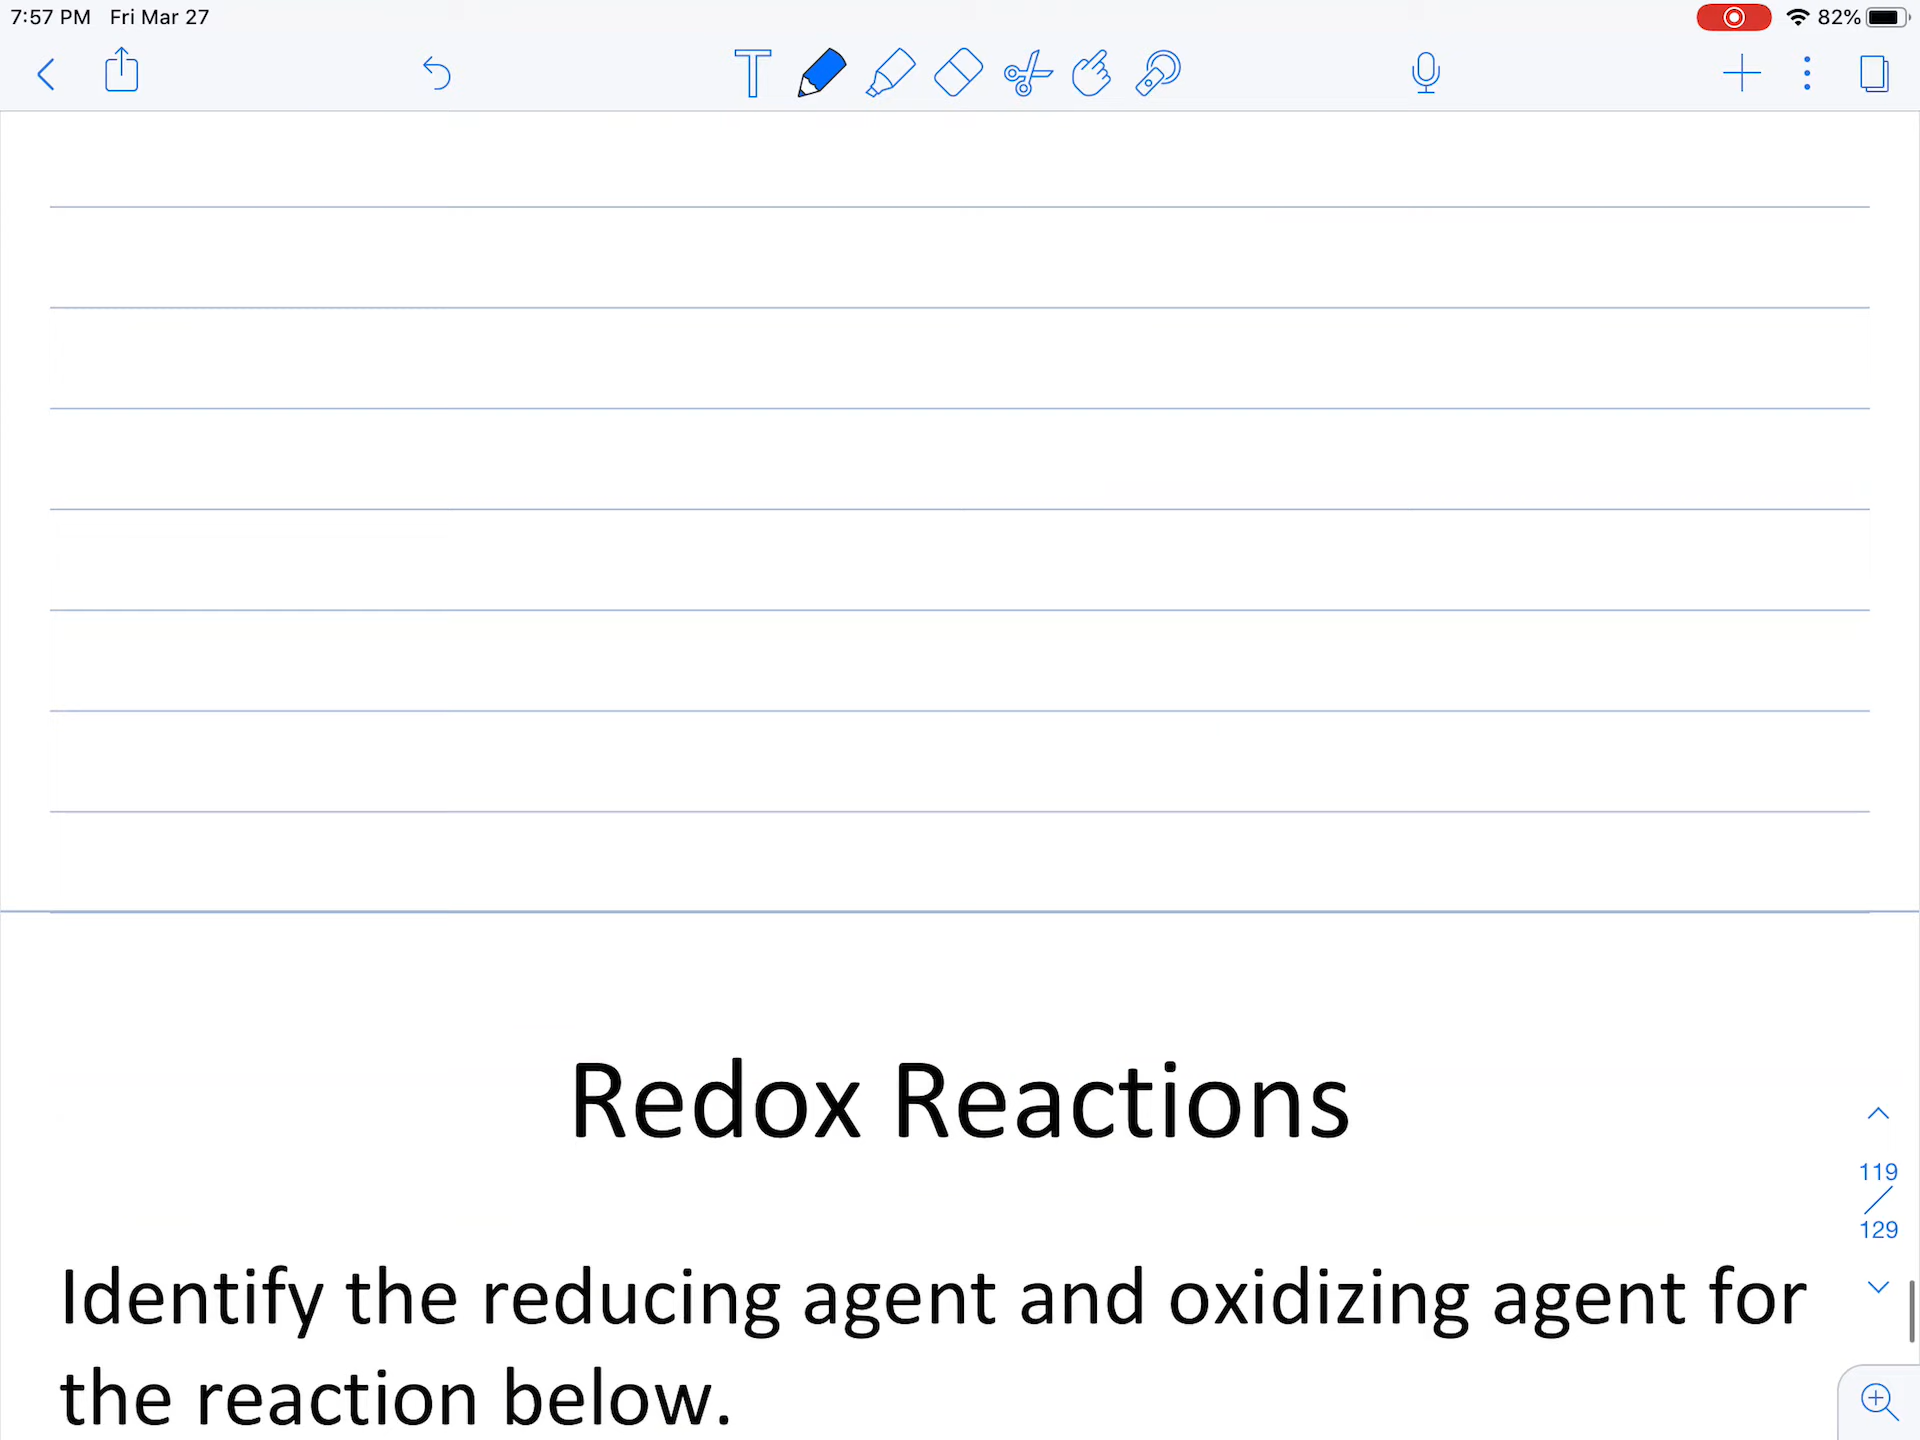 7:57 PM Fri Mar 27
82%
Redox Reactions
119
129
Identify the reducing agent and oxidizing agent for
the reaction below.